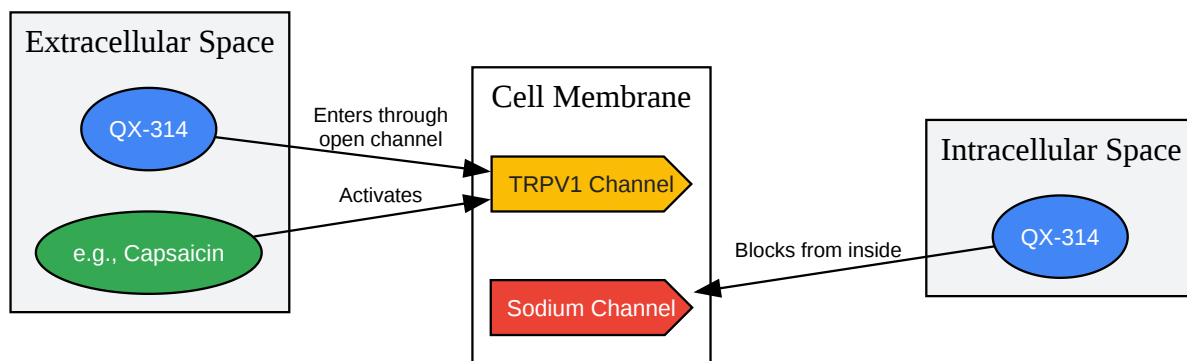 Extracellular Space
QX-314
e.g., Capsaicin
Enters through
open channel
Activates
Cell Membrane
TRPV1 Channel
Sodium Channel
Blocks from inside
Intracellular Space
QX-314